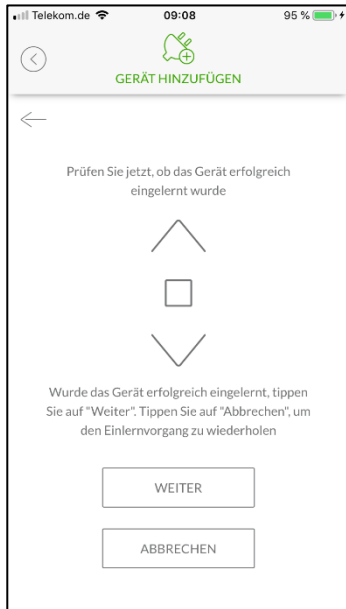 Telekom.de 09:08 95 %
GERÄT HINZUFÜGEN
Prüfen Sie jetzt, ob das Gerät erfolgreich
eingelernt wurde
Wurde das Gerät erfolgreich eingelernt, tippen
Sie auf "Weiter". Tippen Sie auf "Abbrechen", um
den Einlernvorgang zu wiederholen
WEITER
ABBRECHEN